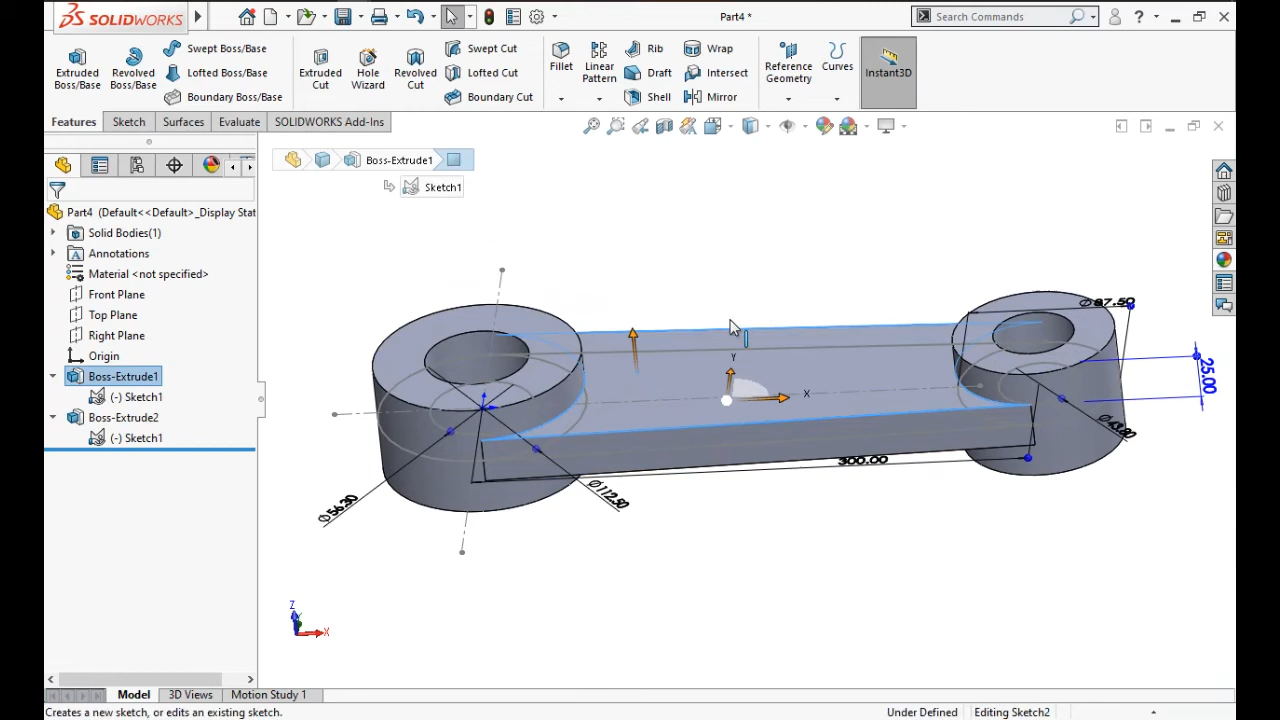 SOLIDWORKS
Part4 *
Search Commands
?
Extruded Boss/Base
Revolved Boss/Base
Swept Boss/Base
Lofted Boss/Base
Boundary Boss/Base
Extruded Cut
Hole Wizard
Revolved Cut
Swept Cut
Lofted Cut
Boundary Cut
Fillet
Linear Pattern
Rib
Draft
Shell
Wrap
Intersect
Mirror
Reference Geometry
Curves
Instant3D
Features
Sketch
Surfaces
Evaluate
SOLIDWORKS Add-Ins
Boss-Extrude1
Sketch1
Part4 (Default<<Default>_Display Stat
Solid Bodies(1)
Annotations
Material <not specified>
Front Plane
Top Plane
Right Plane
Origin
Boss-Extrude1
(-) Sketch1
Boss-Extrude2
(-) Sketch1
Ø87.50
25.00
Y
X
300.00
Ø56.30
Ø112.50
Z
X
Model
3D Views
Motion Study 1
Creates a new sketch, or edits an existing sketch.
Under Defined
Editing Sketch2